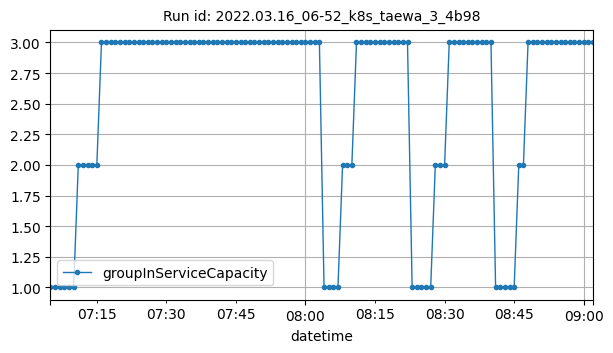 Run id: 2022.03.16_06-52_k8s_taewa_3_4b98
3.00
2.75
2.50
2.25
2.00
1.75
1.50
1.25
1.00
groupInServiceCapacity
07:15 07:30 07:45 08:00 08:15 08:30 08:45 09:00
datetime